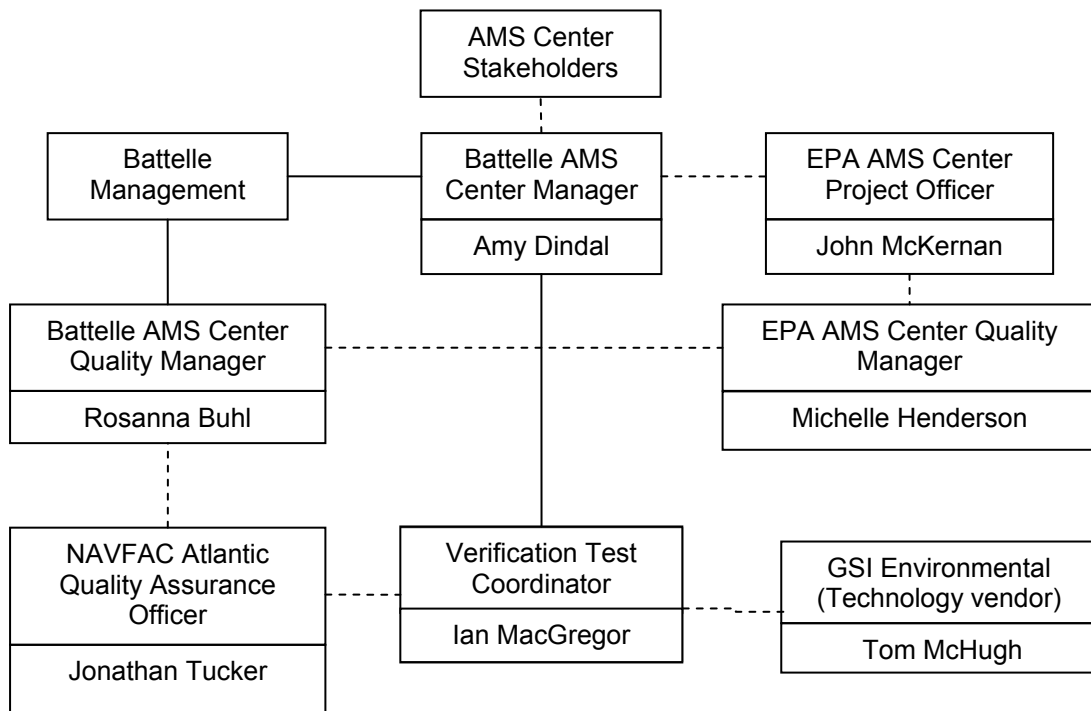 AMS Center
Stakeholders
Battelle
Management
Battelle AMS
Center Manager
Amy Dindal
EPA AMS Center
Project Officer
John McKernan
Battelle AMS Center
Quality Manager
Rosanna Buhl
EPA AMS Center Quality
Manager
Michelle Henderson
NAVFAC Atlantic
Quality Assurance
Officer
Jonathan Tucker
Verification Test
Coordinator
Ian MacGregor
GSI Environmental
(Technology vendor)
Tom McHugh